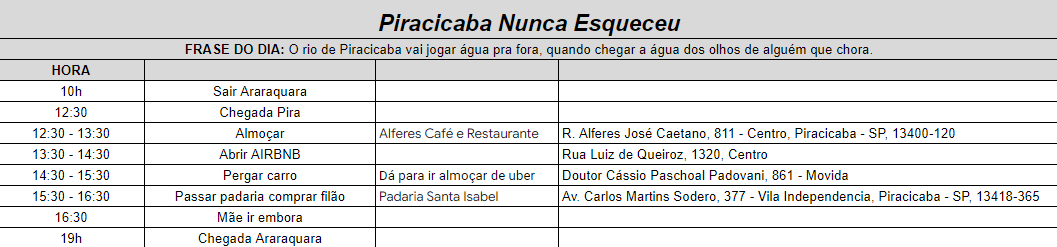 Piracicaba Nunca Esqueceu
FRASE DO DIA: O rio de Piracicaba vai jogar água pra fora, quando chegar a água dos olhos de alguém que chora.
HORA
10h Sair Araraquara
12:30 Chegada Pira
12:30 - 13:30 Almoçar Alferes Café e Restaurante R. Alferes José Caetano, 811 - Centro, Piracicaba - SP, 13400-120
13:30 - 14:30 Abrir AIRBNB Rua Luiz de Queiroz, 1320, Centro
14:30 - 15:30 Pergar carro Dá para ir almoçar de uber Doutor Cássio Paschoal Padovani, 861 - Movida
15:30 - 16:30 Passar padaria comprar filão Padaria Santa Isabel Av. Carlos Martins Sodero, 377 - Vila Independencia, Piracicaba - SP, 13418-365
16:30 Mãe ir embora
19h Chegada Araraquara